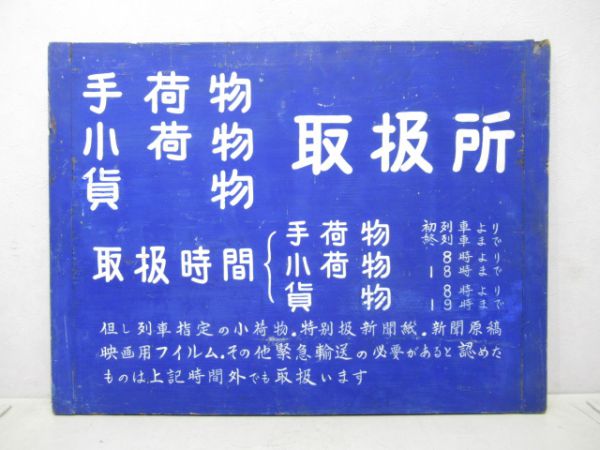 手荷物
小荷物
貨物
取扱所
取扱時間
手荷物 初列車より
終列車まで
小荷物 8時より
18時まで
貨物 8時より
19時まで
但し列車指定の小荷物．特別扱新聞紙．新聞原稿
映画用フイルム．その他緊急輸送の必要があると認めた
ものは上記時間外でも取扱います